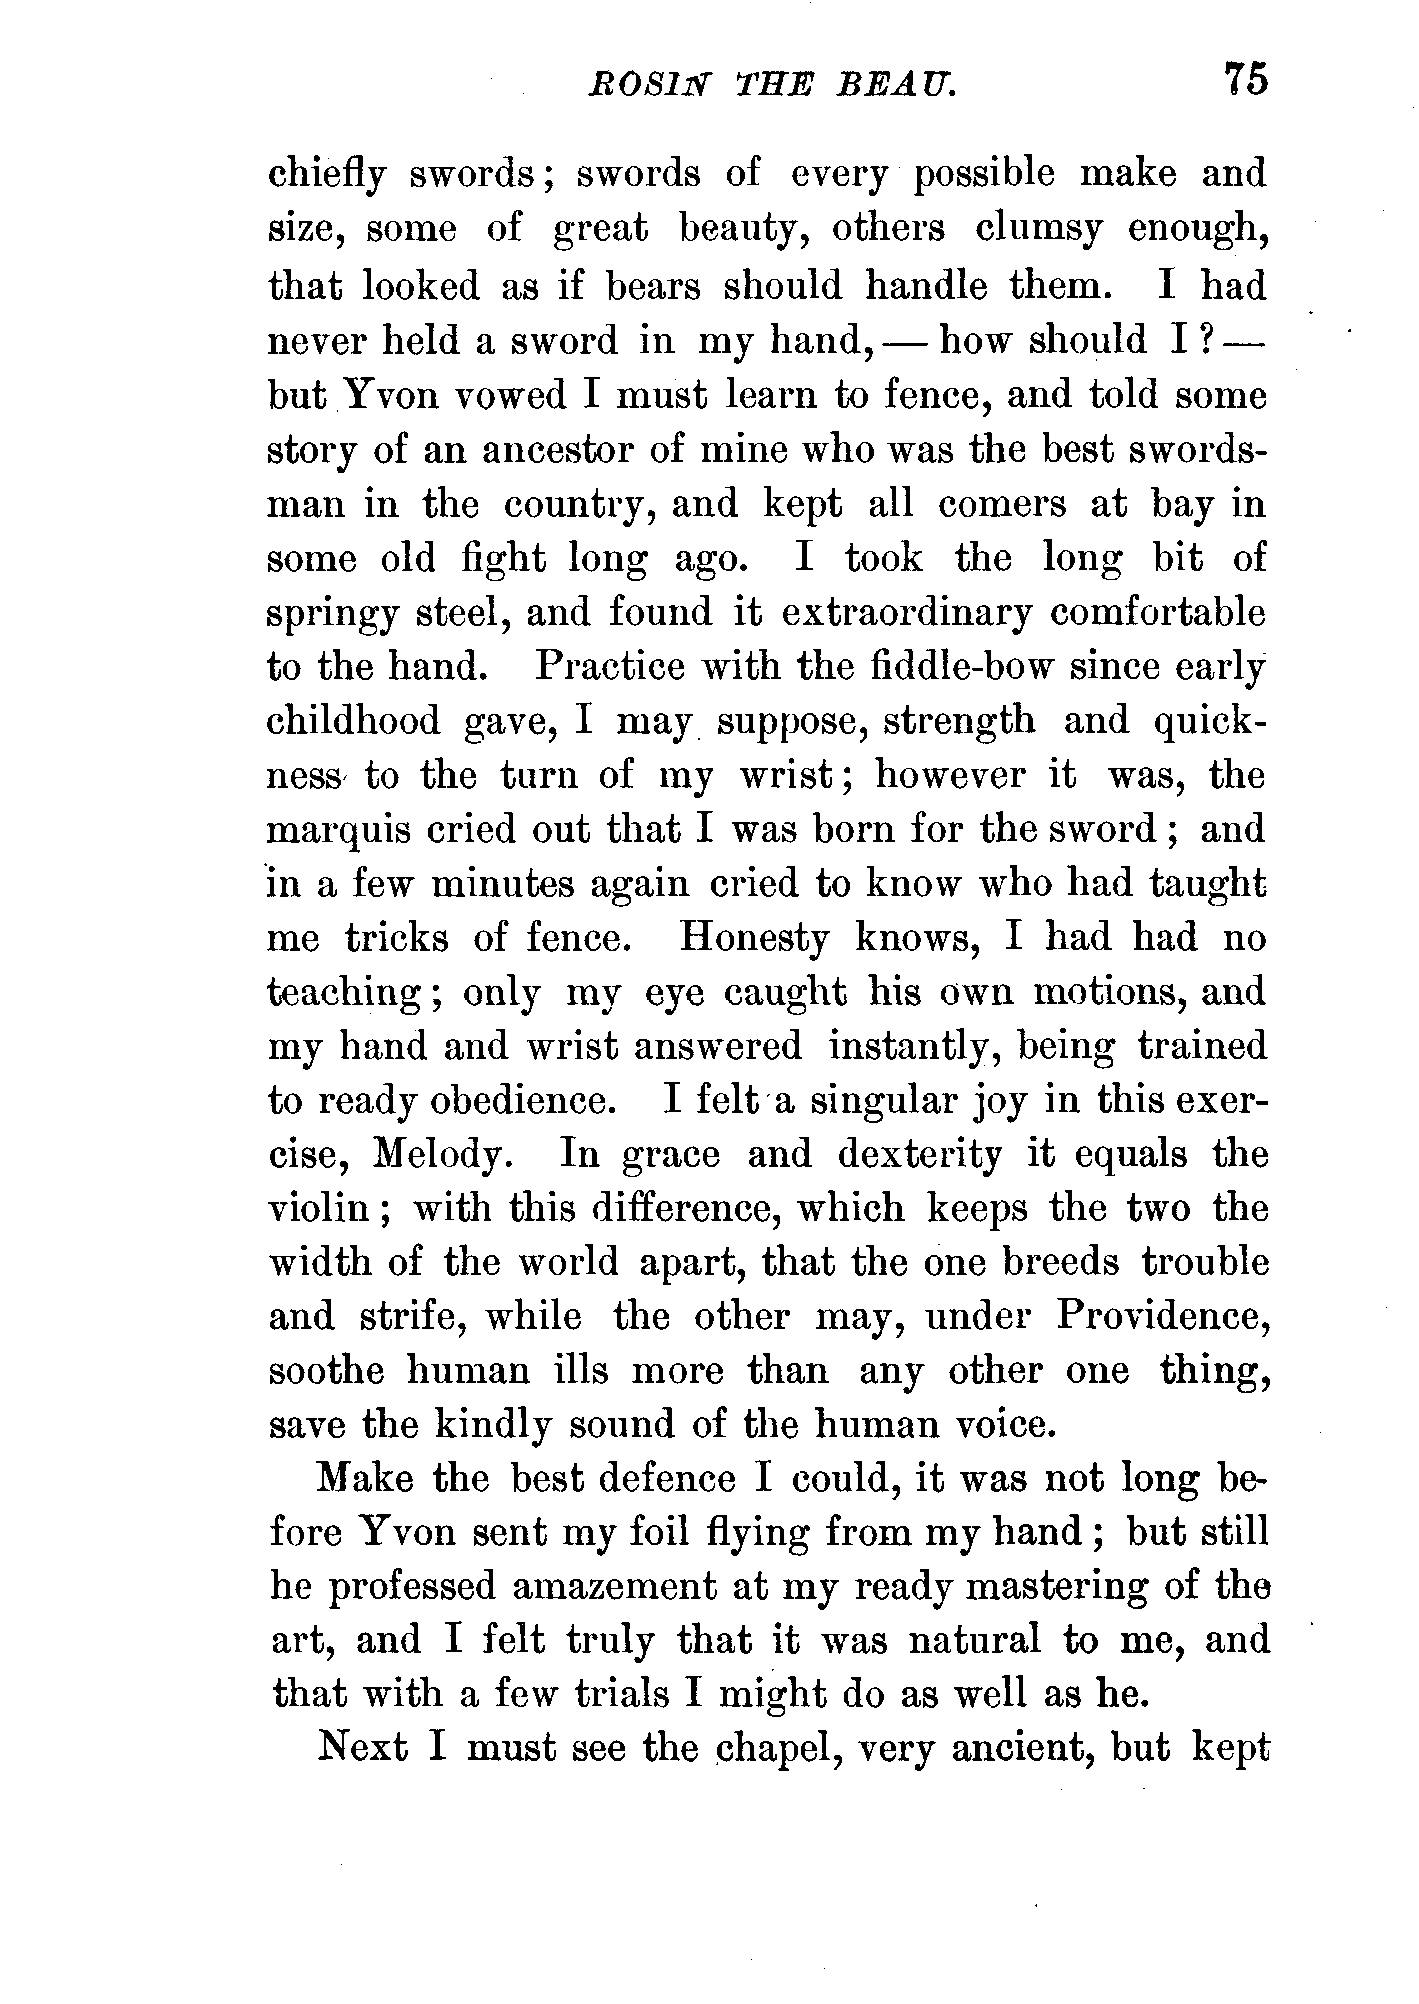 ROSIN THE BEAU. 75
chiefly swords; swords of every possible make and
size, some of great beauty, others clumsy enough,
that looked as if bears should handle them. I had
never held a sword in my hand,—how should I?—
but Yvon vowed I must learn to fence, and told some
story of an ancestor of mine who was the best swords-
man in the country, and kept all comers at bay in
some old fight long ago. I took the long bit of
springy steel, and found it extraordinary comfortable
to the hand. Practice with the fiddle-bow since early
childhood gave, I may suppose, strength and quick-
ness to the turn of my wrist; however it was, the
marquis cried out that I was born for the sword; and
in a few minutes again cried to know who had taught
me tricks of fence. Honesty knows, I had had no
teaching; only my eye caught his own motions, and
my hand and wrist answered instantly, being trained
to ready obedience. I felt a singular joy in this exer-
cise, Melody. In grace and dexterity it equals the
violin; with this difference, which keeps the two the
width of the world apart, that the one breeds trouble
and strife, while the other may, under Providence,
soothe human ills more than any other one thing,
save the kindly sound of the human voice.
Make the best defence I could, it was not long be-
fore Yvon sent my foil flying from my hand; but still
he professed amazement at my ready mastering of the
art, and I felt truly that it was natural to me, and
that with a few trials I might do as well as he.
Next I must see the chapel, very ancient, but kept